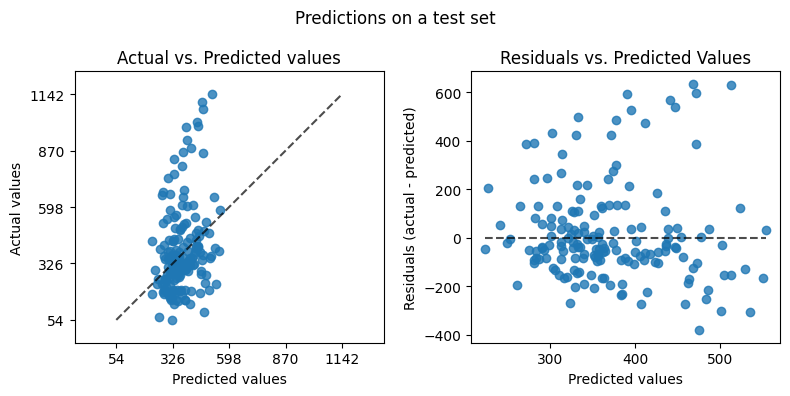 Predictions on a test set
Actual vs. Predicted values
Actual values
1142
870
598
326
54
54 326 598 870 1142
Predicted values
Residuals vs. Predicted Values
Residuals (actual - predicted)
600
400
200
0
−200
−400
300 400 500
Predicted values